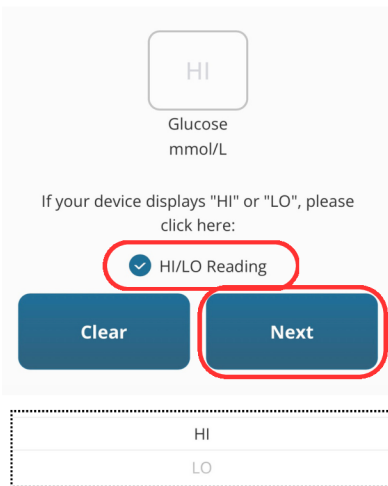 HI
Glucose
mmol/L
If your device displays "HI" or "LO", please
click here:
HI/LO Reading
Clear Next
HI
LO